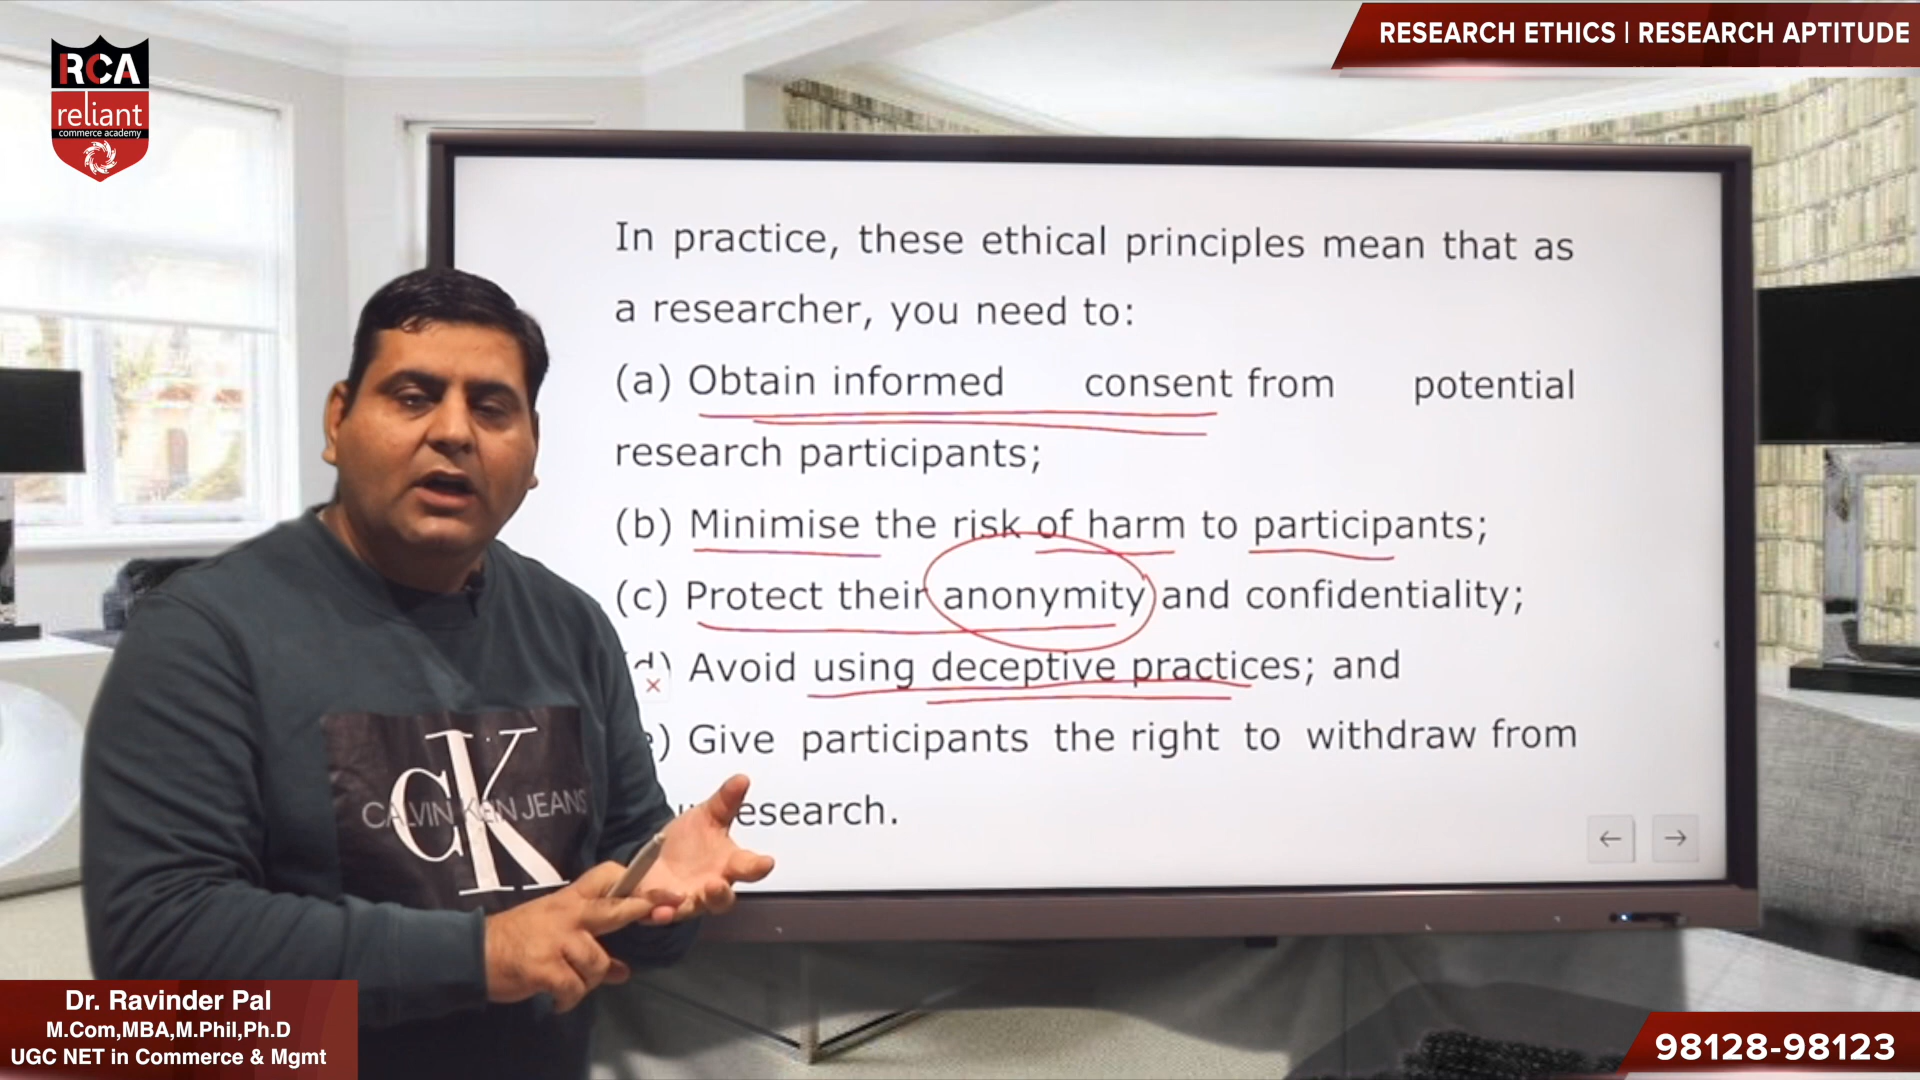 RESEARCH ETHICS | RESEARCH APTITUDE
RCA
reliant
commerce academy
In practice, these ethical principles mean that as
a researcher, you need to:
(a) Obtain informed consent from potential
research participants;
(b) Minimise the risk of harm to participants;
(c) Protect their anonymity and confidentiality;
(d) Avoid using deceptive practices; and
) Give participants the right to withdraw from
esearch.
CALVIN KLEIN JEANS
CK
Dr. Ravinder Pal
M.Com,MBA,M.Phil,Ph.D
UGC NET in Commerce & Mgmt
98128-98123